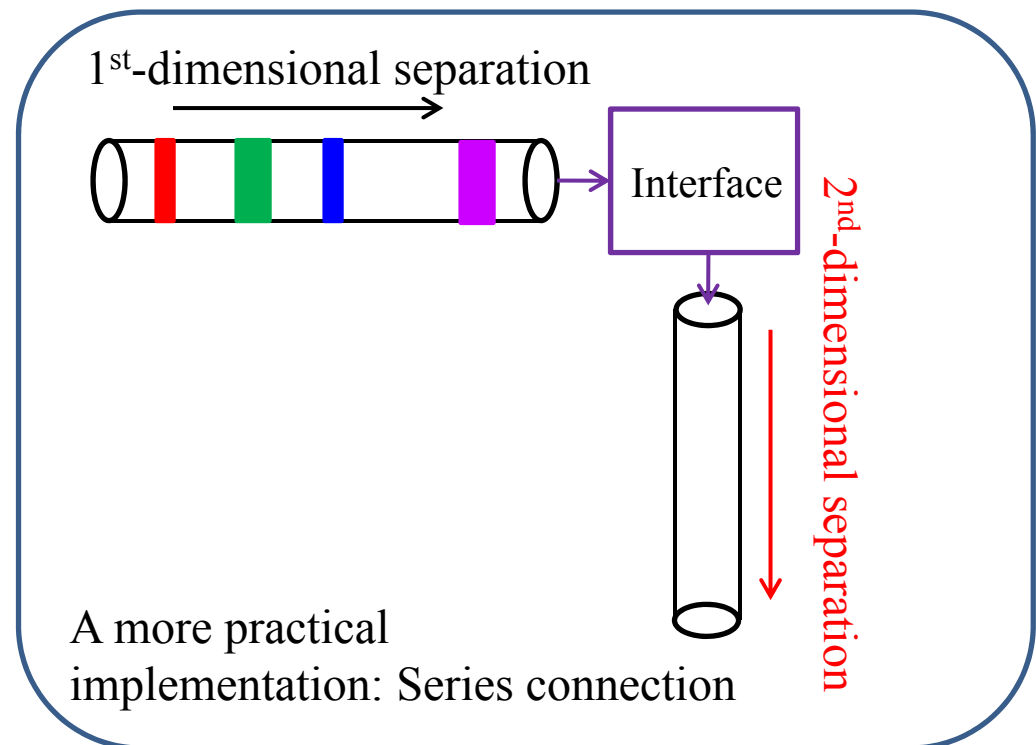 1st-dimensional separation
Interface
2nd-dimensional separation
A more practical
implementation: Series connection